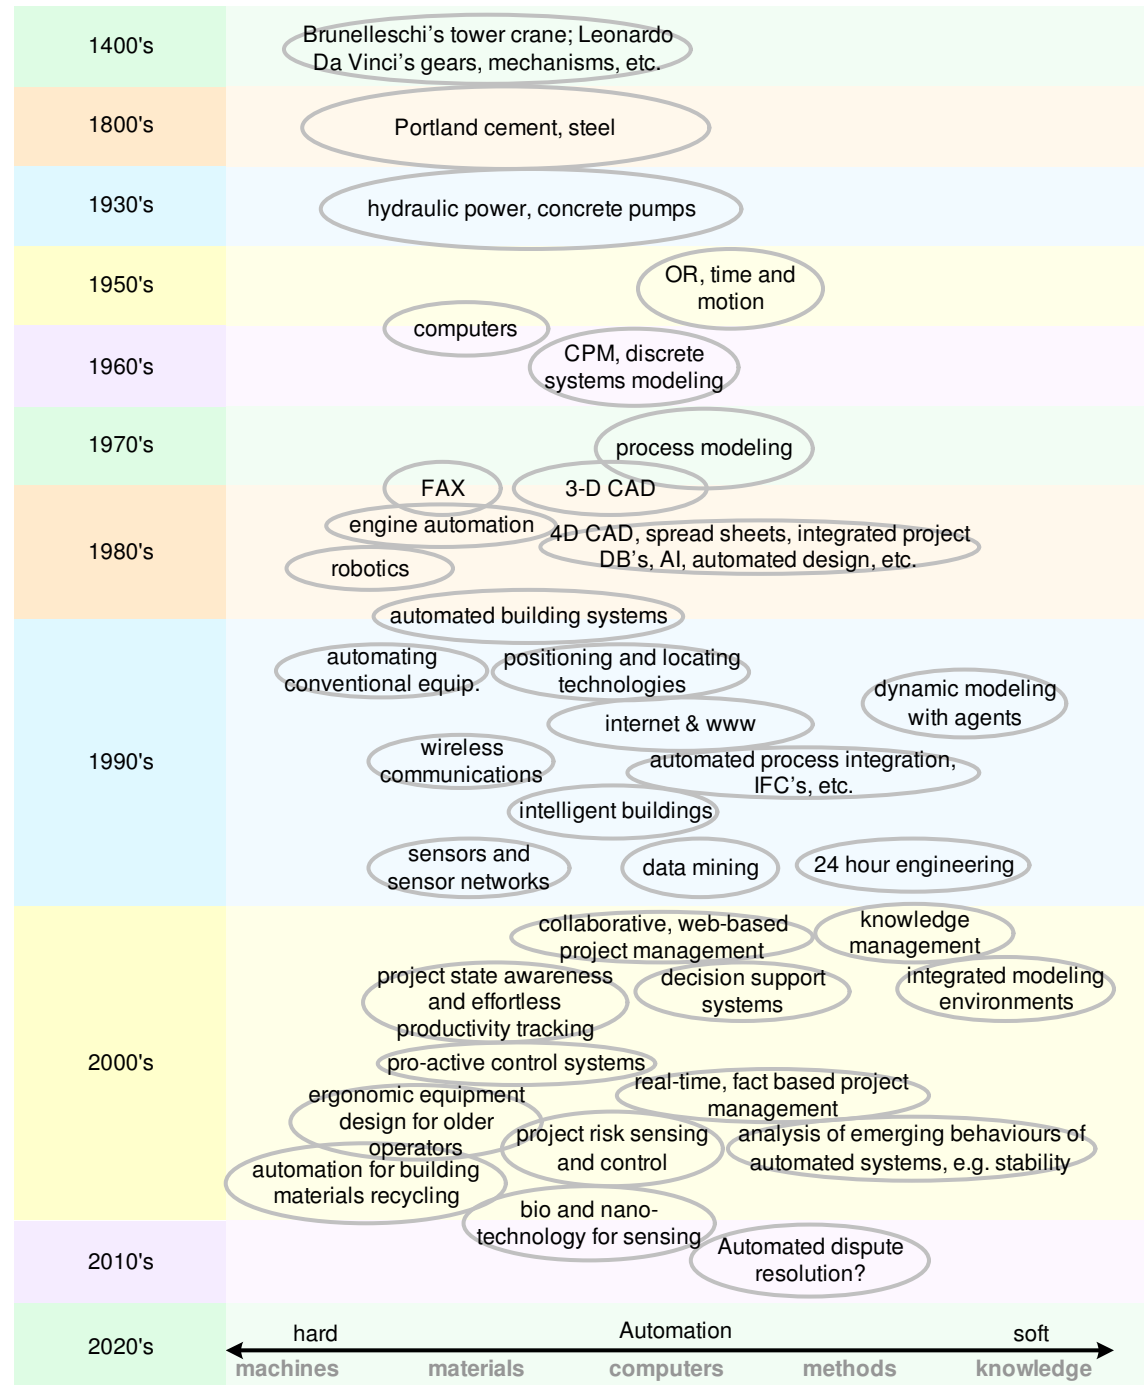 1400's
Brunelleschi’s tower crane; Leonardo
Da Vinci’s gears, mechanisms, etc.
1800's
Portland cement, steel
1930's
hydraulic power, concrete pumps
1950's
OR, time and
motion
computers
1960's
CPM, discrete
systems modeling
1970's
process modeling
FAX
3-D CAD
1980's
engine automation
4D CAD, spread sheets, integrated project
DB’s, AI, automated design, etc.
robotics
automated building systems
1990's
automating
conventional equip.
positioning and locating
technologies
dynamic modeling
with agents
internet & www
wireless
communications
automated process integration,
IFC’s, etc.
intelligent buildings
sensors and
sensor networks
data mining
24 hour engineering
2000's
collaborative, web-based
project management
knowledge
management
project state awareness
and effortless
productivity tracking
decision support
systems
integrated modeling
environments
pro-active control systems
real-time, fact based project
management
ergonomic equipment
design for older
operators
project risk sensing
and control
analysis of emerging behaviours of
automated systems, e.g. stability
automation for building
materials recycling
bio and nano-
technology for sensing
2010's
Automated dispute
resolution?
2020's
hard
Automation
soft
machines
materials
computers
methods
knowledge